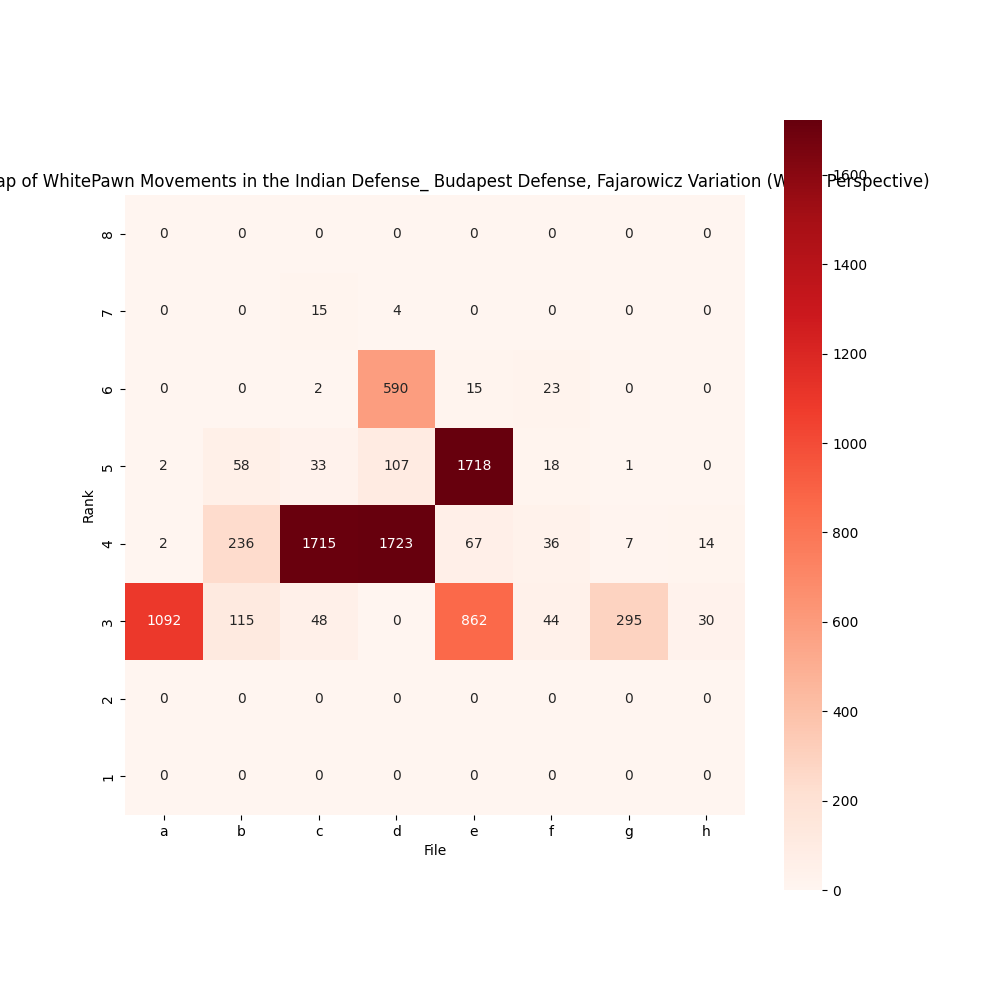 ap of WhitePawn Movements in the Indian Defense_ Budapest Defense, Fajarowicz Variation (W Perspective)
8 0 0 0 0 0 0 0 0
7 0 0 15 4 0 0 0 0
6 0 0 2 590 15 23 0 0
5 2 58 33 107 1718 18 1 0
4 2 236 1715 1723 67 36 7 14
3 1092 115 48 0 862 44 295 30
2 0 0 0 0 0 0 0 0
1 0 0 0 0 0 0 0 0
a b c d e f g h
File
Rank
1600
1400
1200
1000
800
600
400
200
0